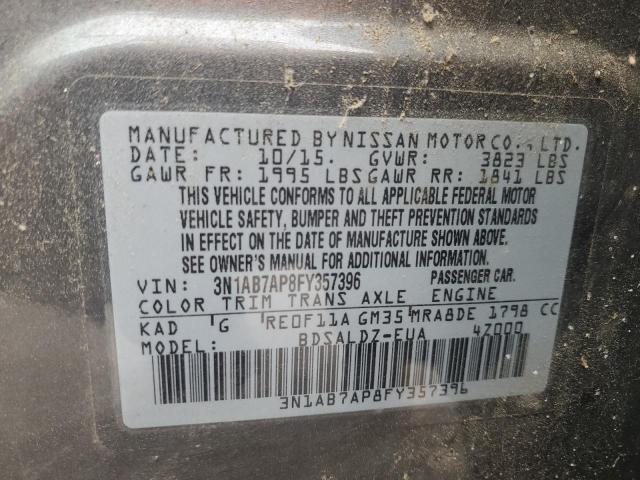 MANUFACTURED BY NISSAN MOTOR CO., LTD.
DATE: 10/15. GVWR: 3823 LBS
GAWR FR: 1995 LBS GAWR RR: 1841 LBS
THIS VEHICLE CONFORMS TO ALL APPLICABLE FEDERAL MOTOR
VEHICLE SAFETY, BUMPER AND THEFT PREVENTION STANDARDS
IN EFFECT ON THE DATE OF MANUFACTURE SHOWN ABOVE.
SEE OWNER'S MANUAL FOR ADDITIONAL INFORMATION.
VIN: 3N1AB7AP8FY357396 PASSENGER CAR.
COLOR TRIM TRANS AXLE ENGINE
KAD G RE0F11A GM35 MRA8DE 1798 CC
MODEL: BDSALDZ-EUA 4Z000
3N1AB7AP8FY357396